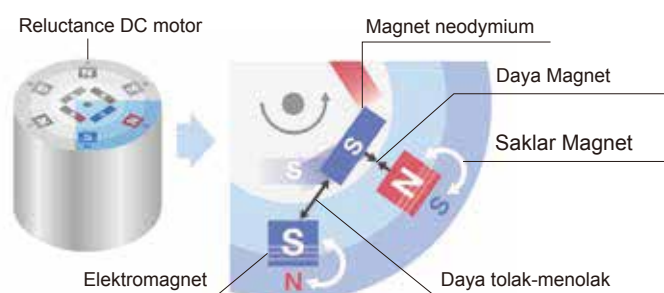 Reluctance DC motor
Magnet neodymium
Daya Magnet
Saklar Magnet
S
S
N
S
S
N
Elektromagnet
Daya tolak-menolak